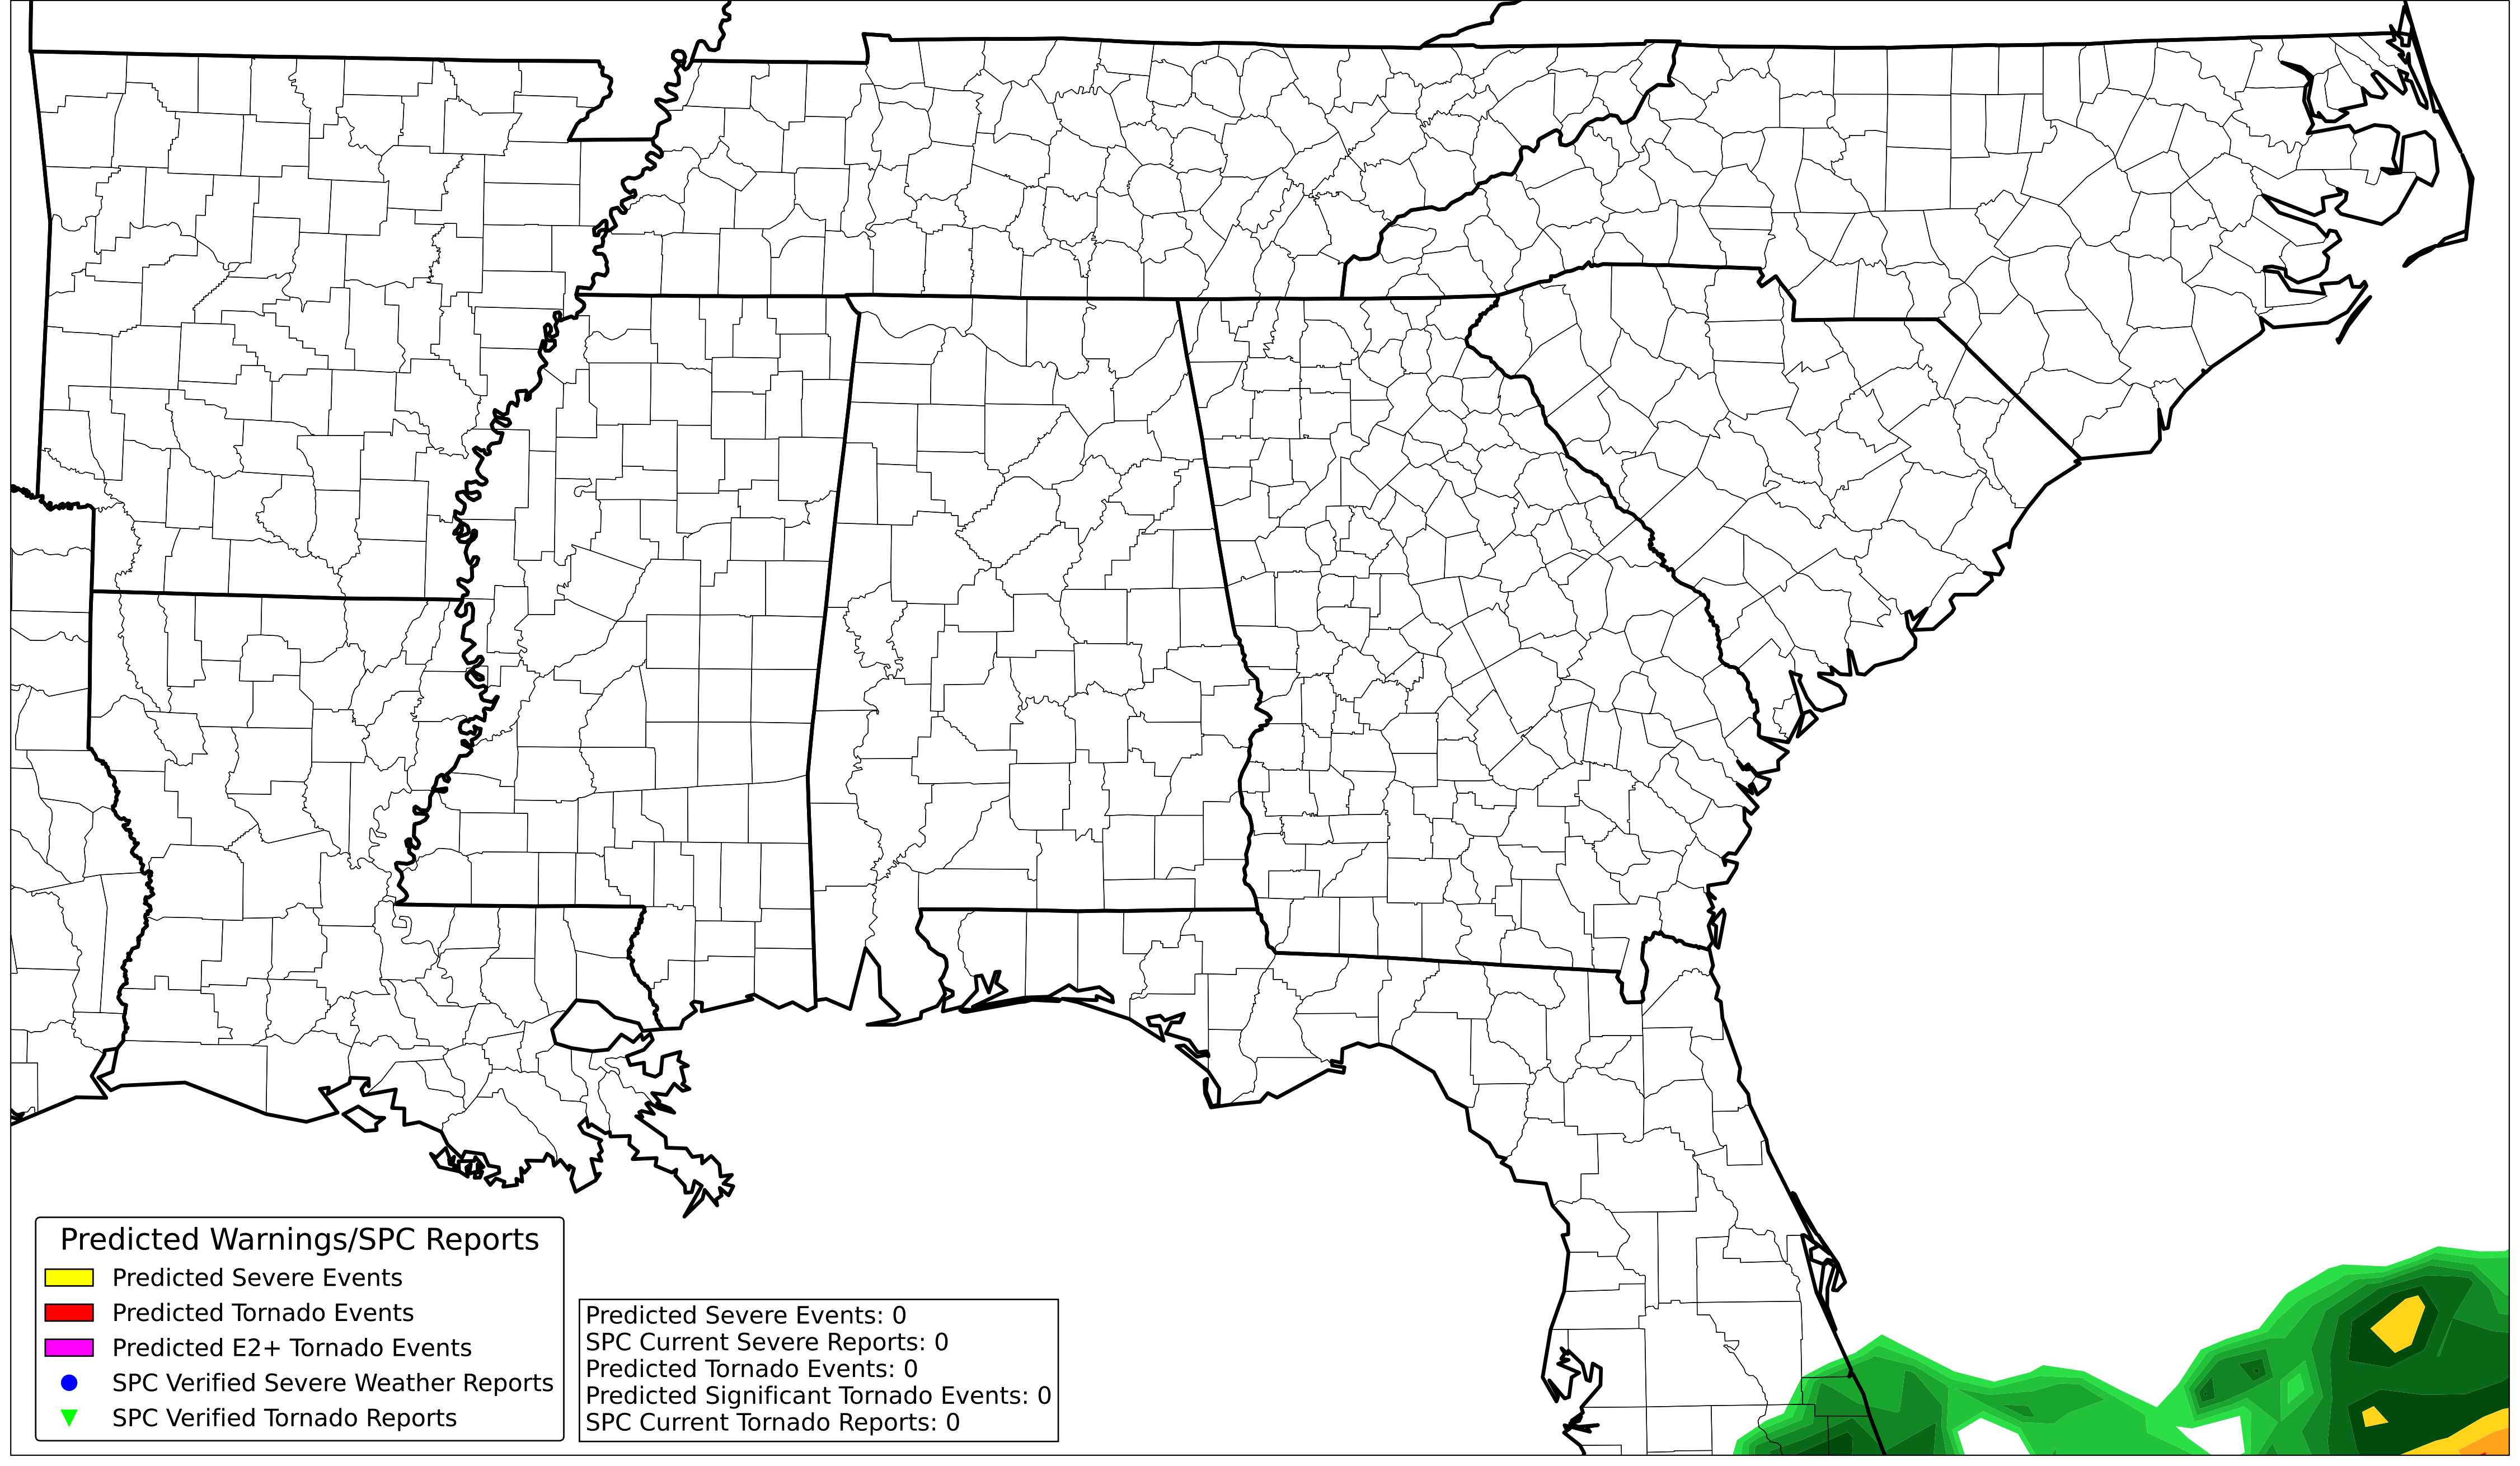 Predicted Warnings/SPC Reports
Predicted Severe Events
Predicted Tornado Events
Predicted E2+ Tornado Events
SPC Verified Severe Weather Reports
SPC Verified Tornado Reports
Predicted Severe Events: 0
SPC Current Severe Reports: 0
Predicted Tornado Events: 0
Predicted Significant Tornado Events: 0
SPC Current Tornado Reports: 0